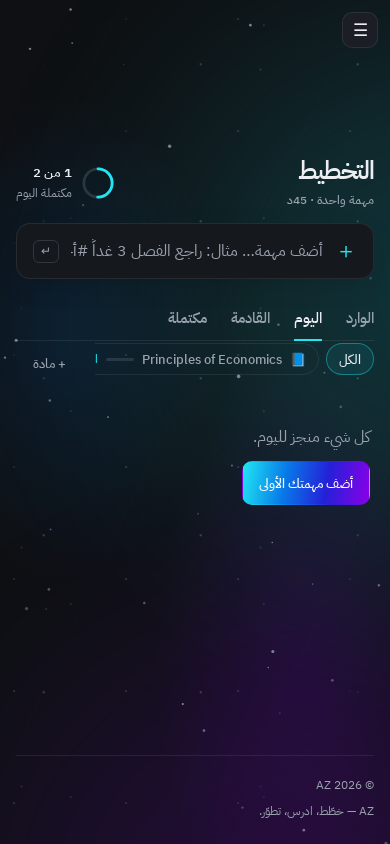 ☰
التخطيط
مهمة واحدة · 45د
1 من 2
مكتملة اليوم
+ أضف مهمة... مثال: راجع الفصل 3 غداً #أ ↵
الوارد اليوم القادمة مكتملة
الكل 📘 Principles of Economics + مادة
كل شيء منجز لليوم.
أضف مهمتك الأولى
© 2026 AZ
AZ — خطّط، ادرس، تطوّر.